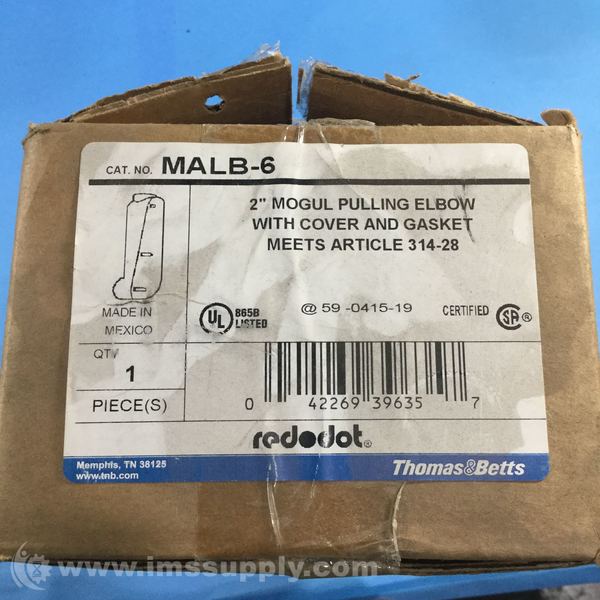 CAT. NO. MALB-6
2" MOGUL PULLING ELBOW
WITH COVER AND GASKET
MEETS ARTICLE 314-28
MADE IN
MEXICO
UL 865B
LISTED
@ 59 -0415-19
CERTIFIED SA®
QTY
1
PIECE(S)
0 42269 39635 7
redodot®
Memphis, TN 38125
www.tnb.com
Thomas&Betts
© www.imssupply.com